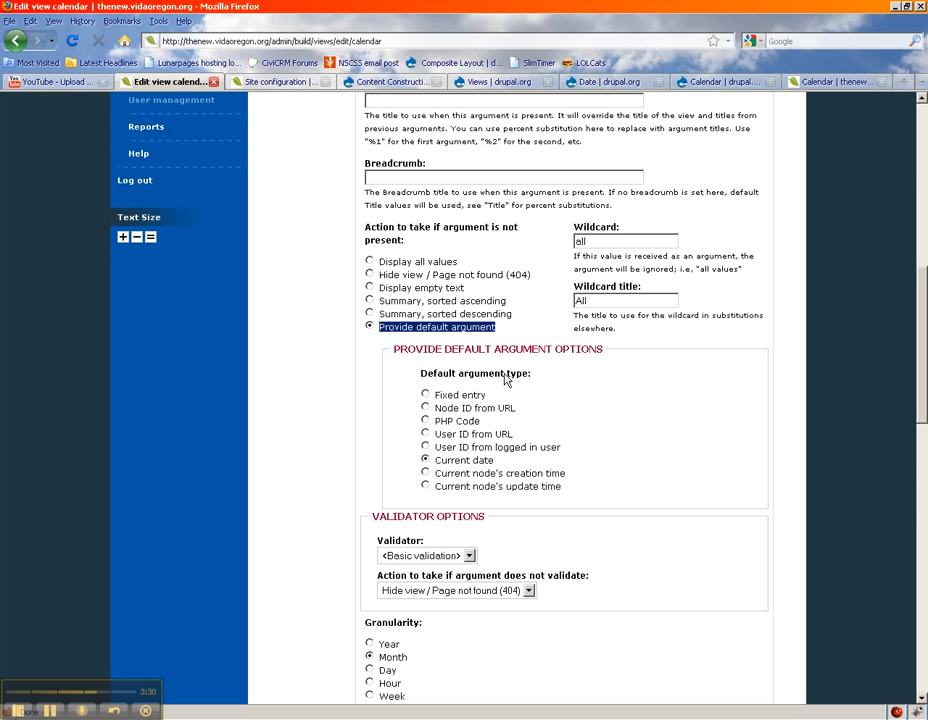 Edit view calendar | thenew.vidaoregon.org - Mozilla Firefox
File Edit View History Bookmarks Tools Help
http://thenew.vidaoregon.org/admin/build/views/edit/calendar
Google
Most Visited Latest Headlines Lunarpages hosting lo... CiviCRM Forums NSCSS email post Composite Layout | d... SlimTimer LOLCats
YouTube - Upload ... Edit view calend... Site configuration |... Content Constructi... Views | drupal.org Date | drupal.org Calendar | drupal.... Calendar | thenew...
User management
Reports
Help
Log out
Text Size
The title to use when this argument is present. It will override the title of the view and titles from
previous arguments. You can use percent substitution here to replace with argument titles. Use
"%1" for the first argument, "%2" for the second, etc.
Breadcrumb:
The Breadcrumb title to use when this argument is present. If no breadcrumb is set here, default
Title values will be used, see "Title" for percent substitutions.
Action to take if argument is not
present:
Display all values
Hide view / Page not found (404)
Display empty text
Summary, sorted ascending
Summary, sorted descending
Provide default argument
Wildcard:
all
If this value is received as an argument, the
argument will be ignored; i.e, "all values"
Wildcard title:
All
The title to use for the wildcard in substitutions
elsewhere.
PROVIDE DEFAULT ARGUMENT OPTIONS
Default argument type:
Fixed entry
Node ID from URL
PHP Code
User ID from URL
User ID from logged in user
Current date
Current node's creation time
Current node's update time
VALIDATOR OPTIONS
Validator:
<Basic validation>
Action to take if argument does not validate:
Hide view / Page not found (404)
Granularity:
Year
Month
Day
Hour
Week
3:30
Done